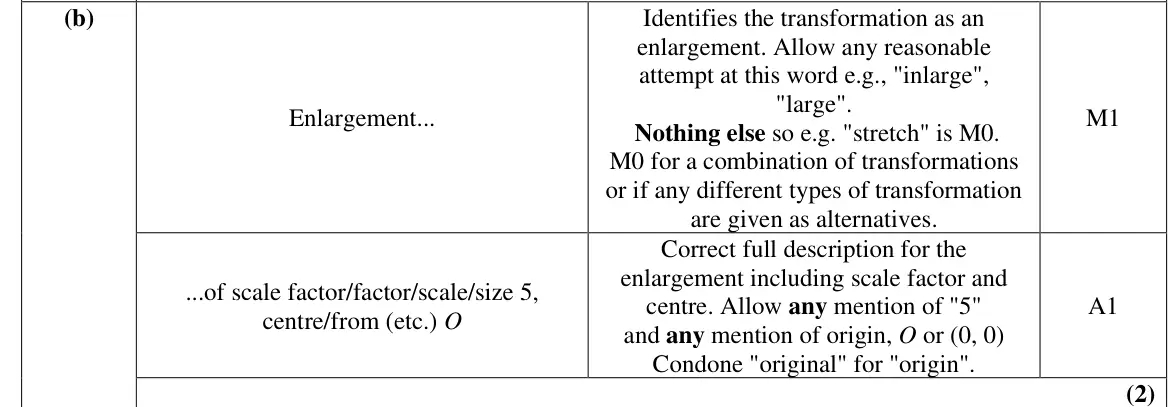 (b)
Enlargement...
Identifies the transformation as an
enlargement. Allow any reasonable
attempt at this word e.g., "inlarge",
"large".
Nothing else so e.g. "stretch" is M0.
M0 for a combination of transformations
or if any different types of transformation
are given as alternatives.
M1
...of scale factor/factor/scale/size 5,
centre/from (etc.) O
Correct full description for the
enlargement including scale factor and
centre. Allow any mention of "5"
and any mention of origin, O or (0, 0)
Condone "original" for "origin".
A1
(2)